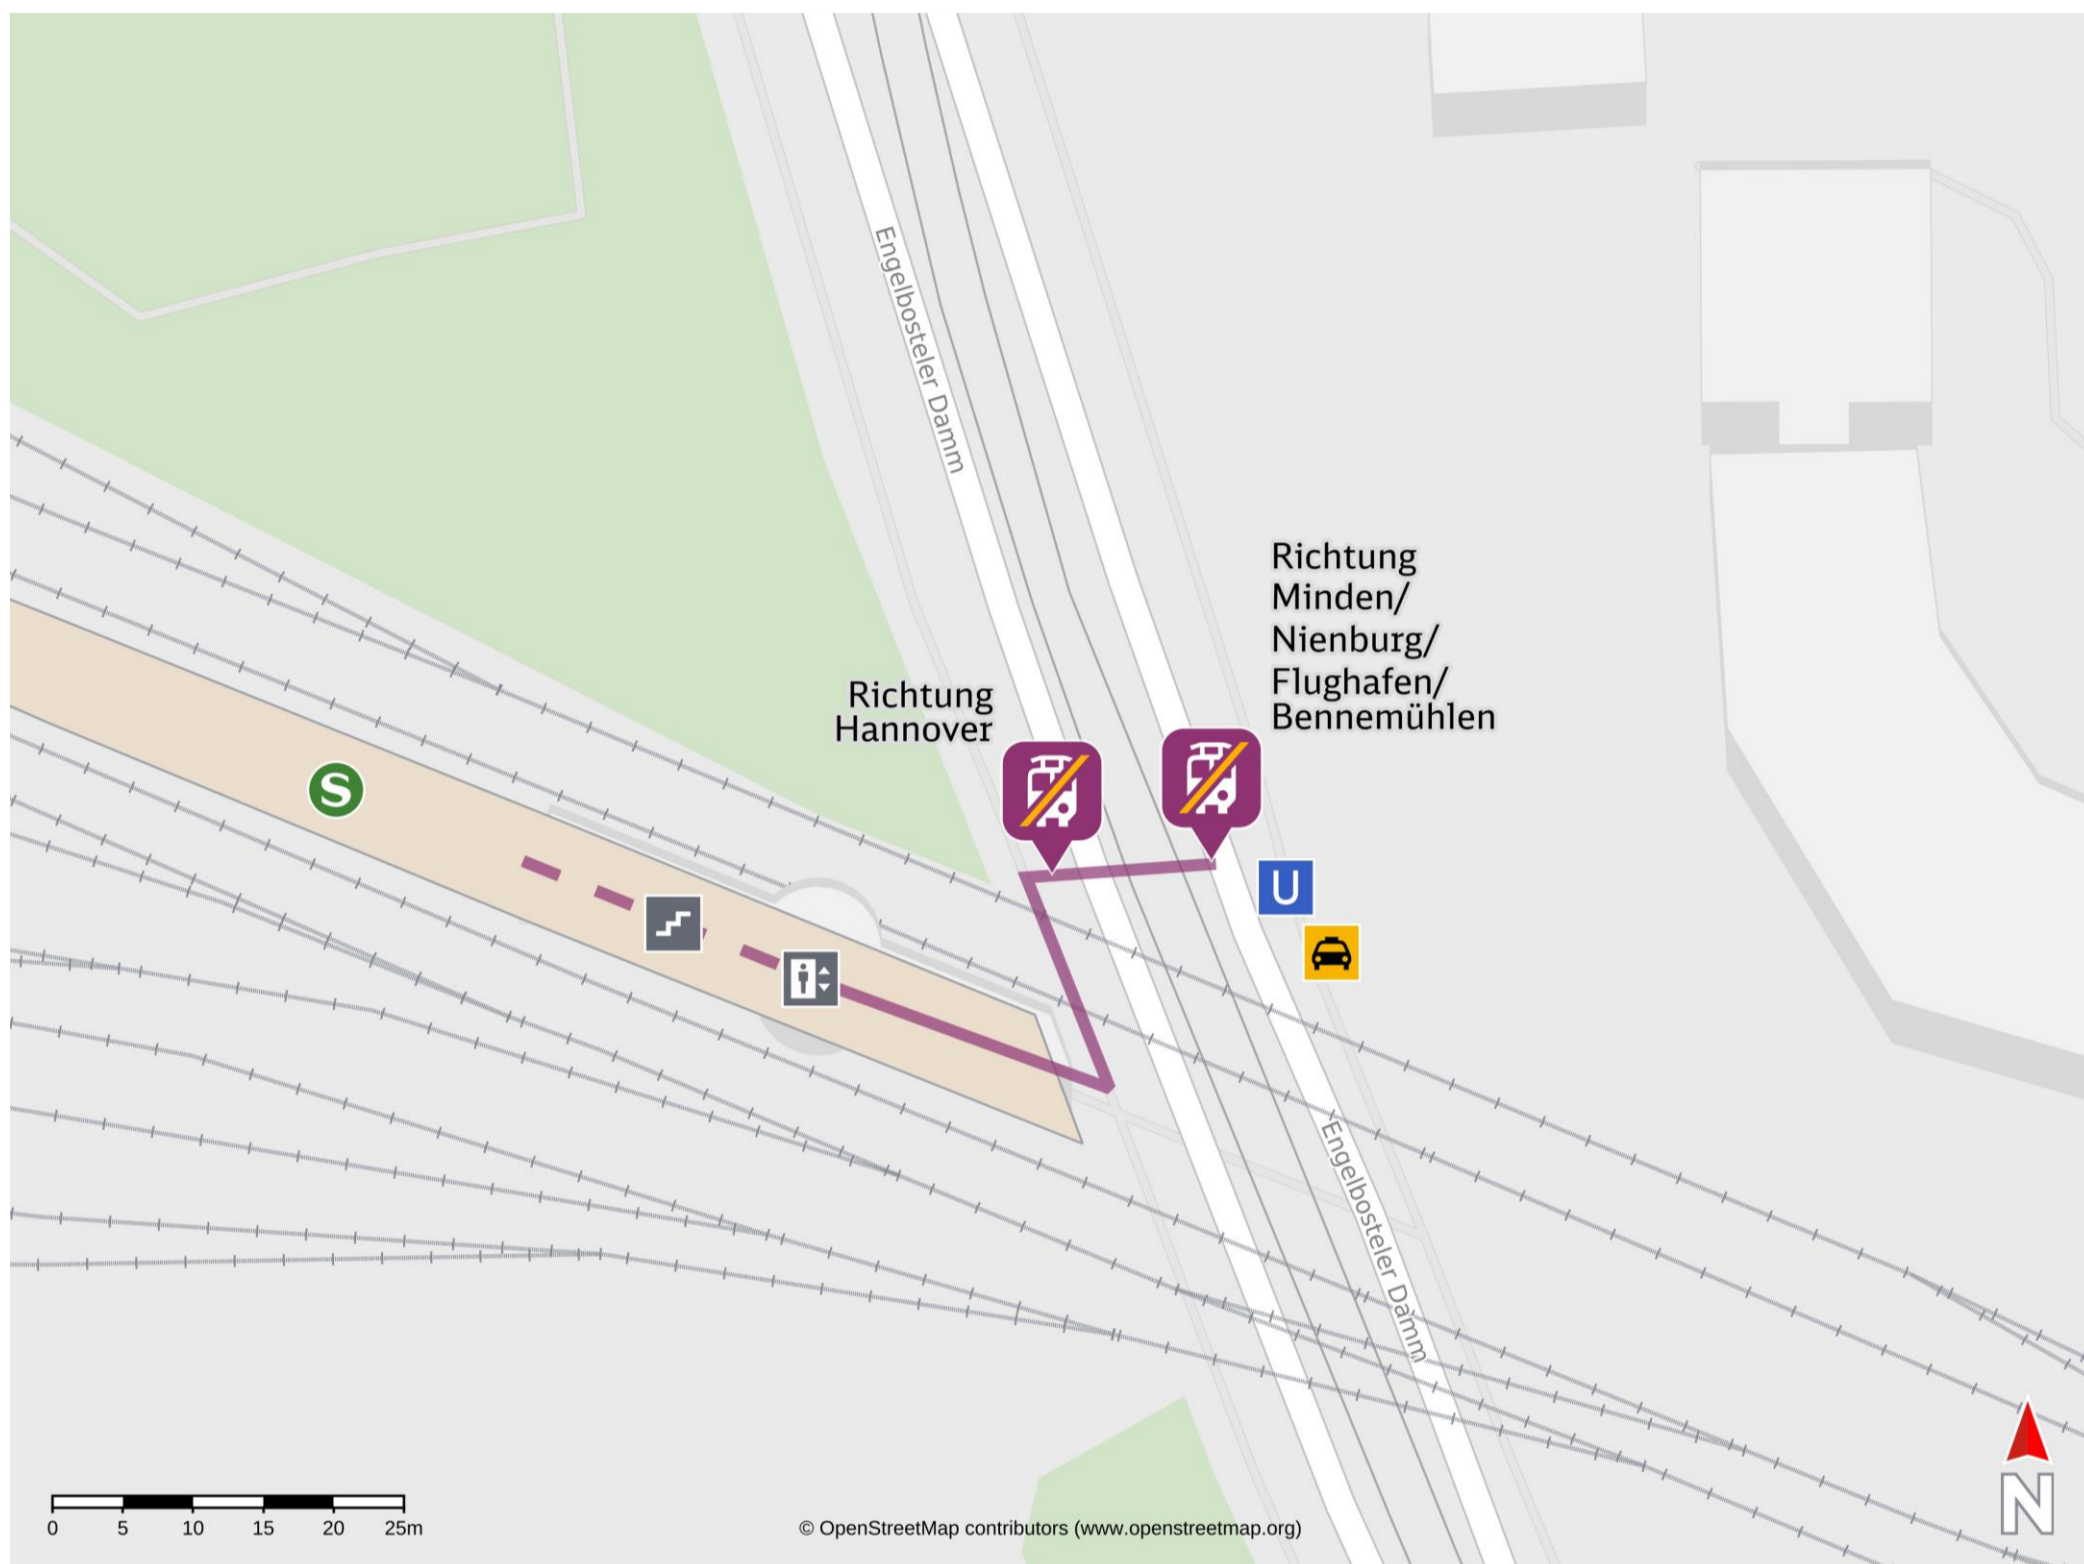 Engelbosteler Damm
Richtung
Minden/
Nienburg/
Flughafen/
Bennemühlen
Richtung
Hannover
S
U
Engelbosteler Damm
0 5 10 15 20 25m
© OpenStreetMap contributors (www.openstreetmap.org)
N